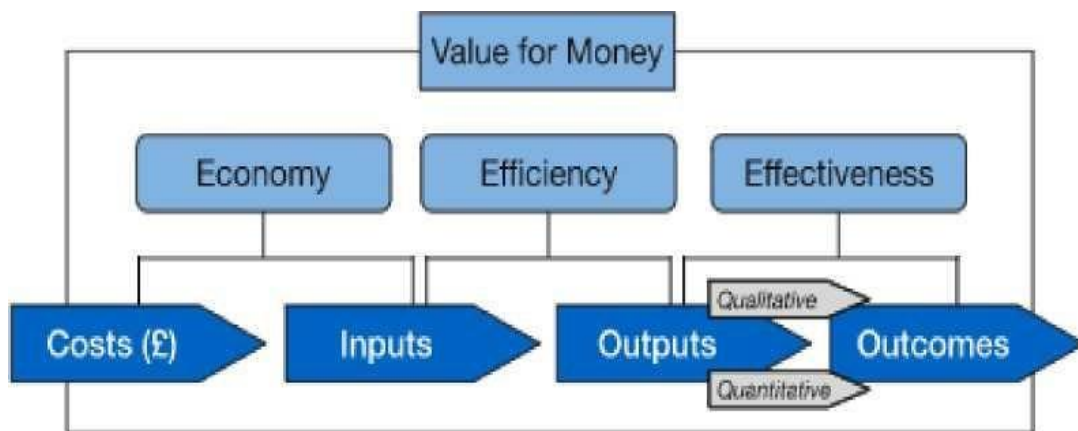 Value for Money
Economy
Efficiency
Effectiveness
Qualitative
Costs (£)
Inputs
Outputs
Outcomes
Quantitative